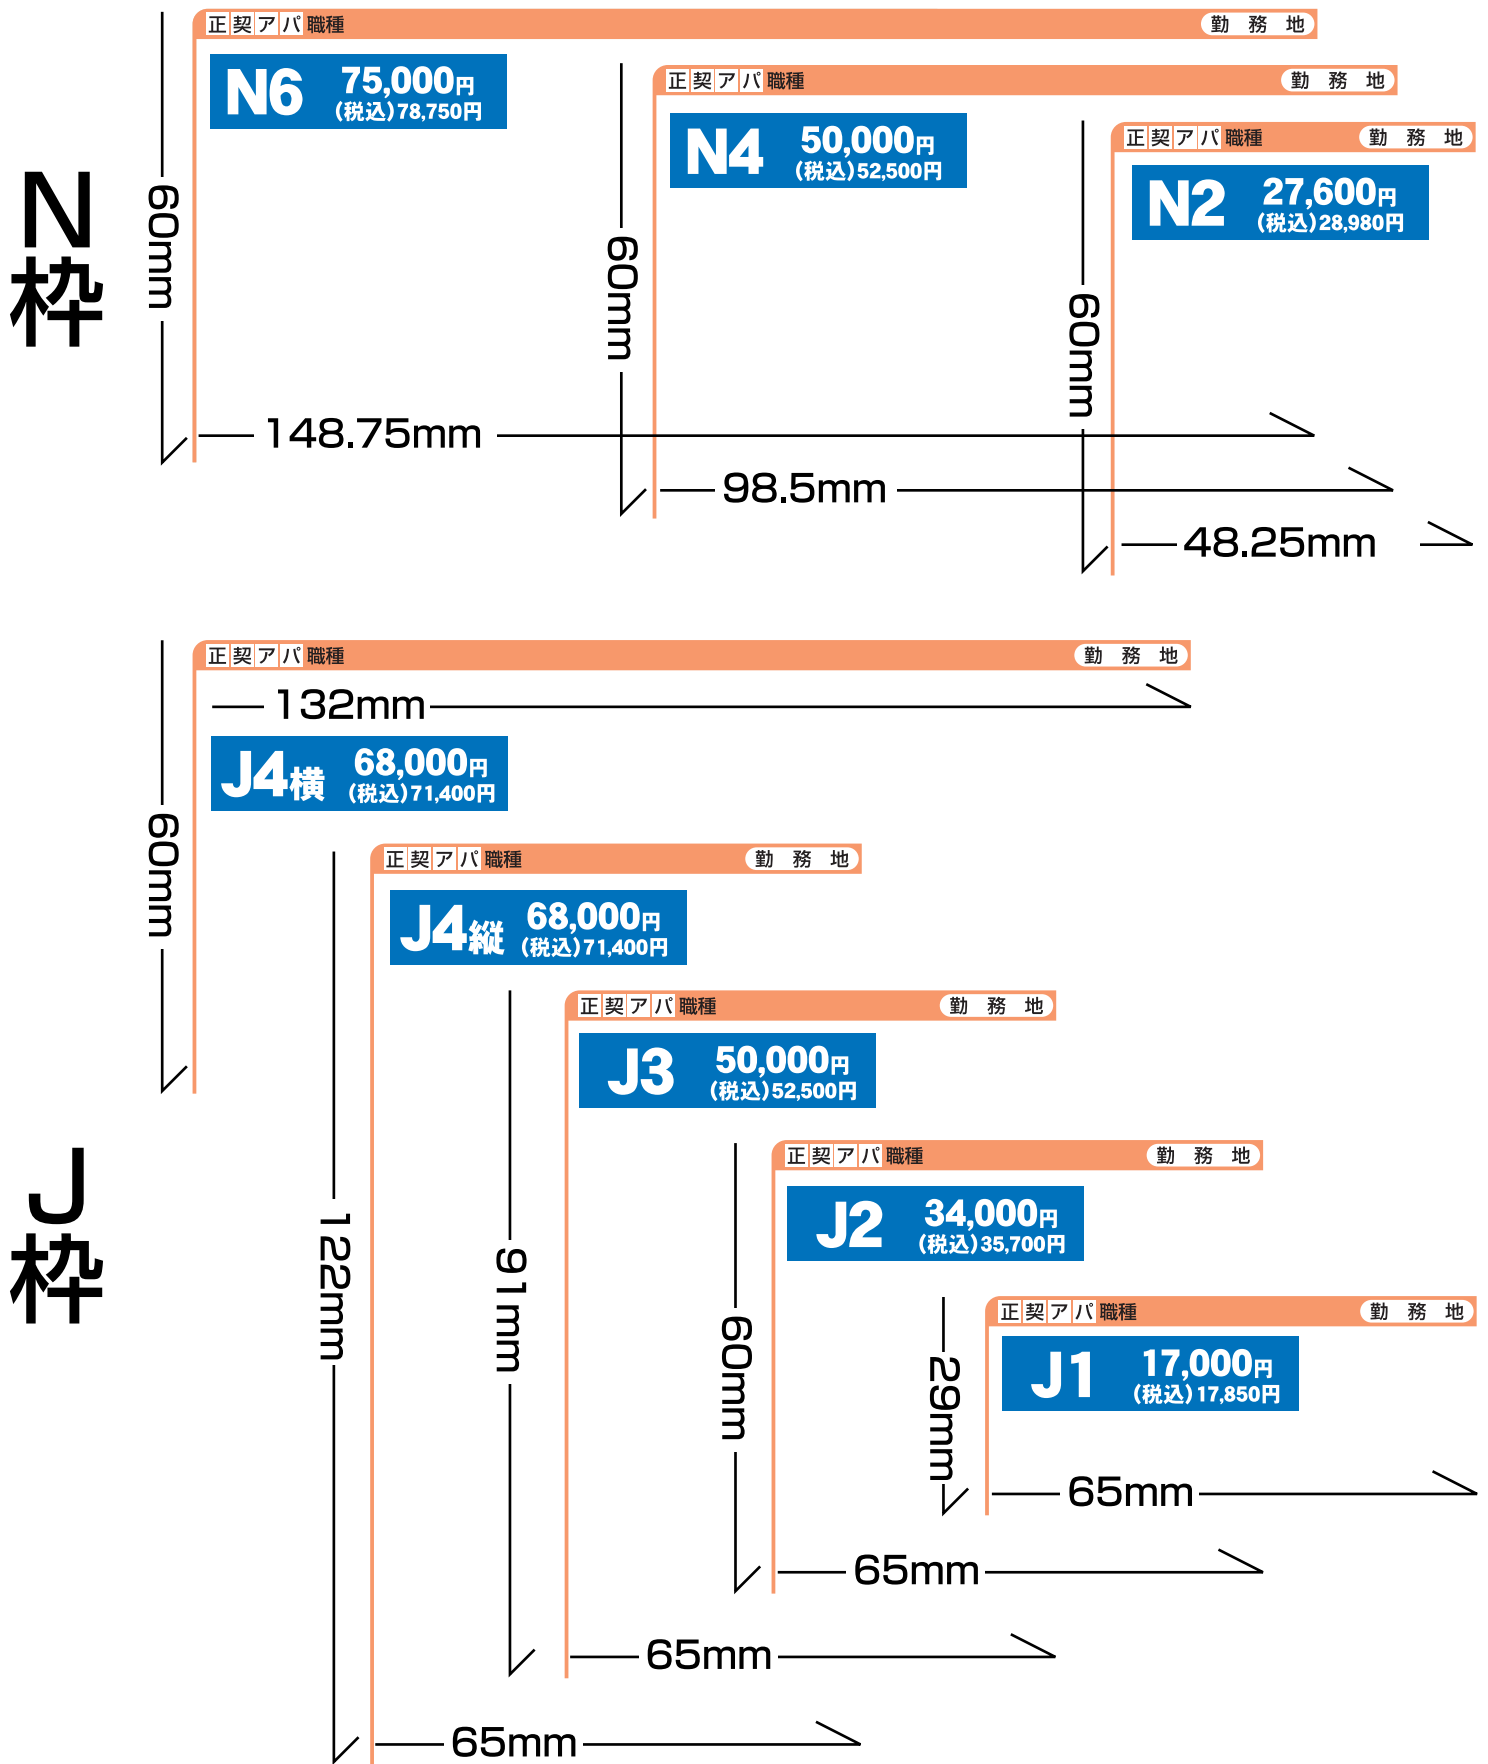 N枠
正 契 ア パ 職種 勤 務 地
N6 75,000円
(税込)78,750円
60mm
148.75mm
正 契 ア パ 職種 勤 務 地
N4 50,000円
(税込)52,500円
60mm
98.5mm
正 契 ア パ 職種 勤 務 地
N2 27,600円
(税込)28,980円
60mm
48.25mm
J枠
正 契 ア パ 職種 勤 務 地
132mm
J4横 68,000円
(税込)71,400円
60mm
正 契 ア パ 職種 勤 務 地
J4縦 68,000円
(税込)71,400円
122mm
65mm
正 契 ア パ 職種 勤 務 地
J3 50,000円
(税込)52,500円
91mm
65mm
正 契 ア パ 職種 勤 務 地
J2 34,000円
(税込)35,700円
60mm
65mm
正 契 ア パ 職種 勤 務 地
J1 17,000円
(税込)17,850円
29mm
65mm